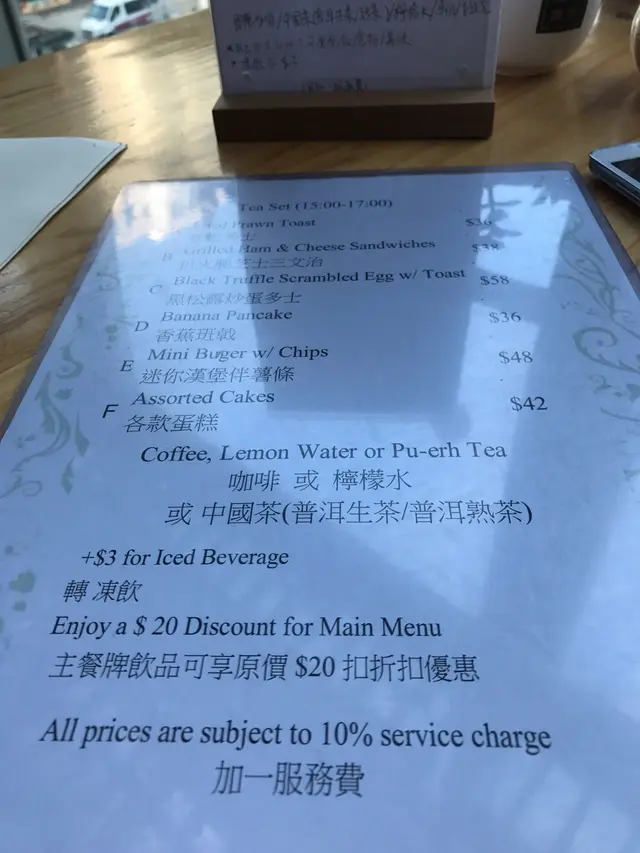 Tea Set (15:00-17:00)
Prawn Toast $36
B Grilled Ham & Cheese Sandwiches $38
芝士三文治
C Black Truffle Scrambled Egg w/ Toast $58
黑松露炒蛋多士
D Banana Pancake $36
香蕉班戟
E Mini Buger w/ Chips $48
迷你漢堡伴薯條
F Assorted Cakes $42
各款蛋糕
Coffee, Lemon Water or Pu-erh Tea
咖啡 或 檸檬水
或 中國茶(普洱生茶/普洱熟茶)
+$3 for Iced Beverage
轉 凍飲
Enjoy a $ 20 Discount for Main Menu
主餐牌飲品可享原價 $20 扣折扣優惠
All prices are subject to 10% service charge
加一服務費